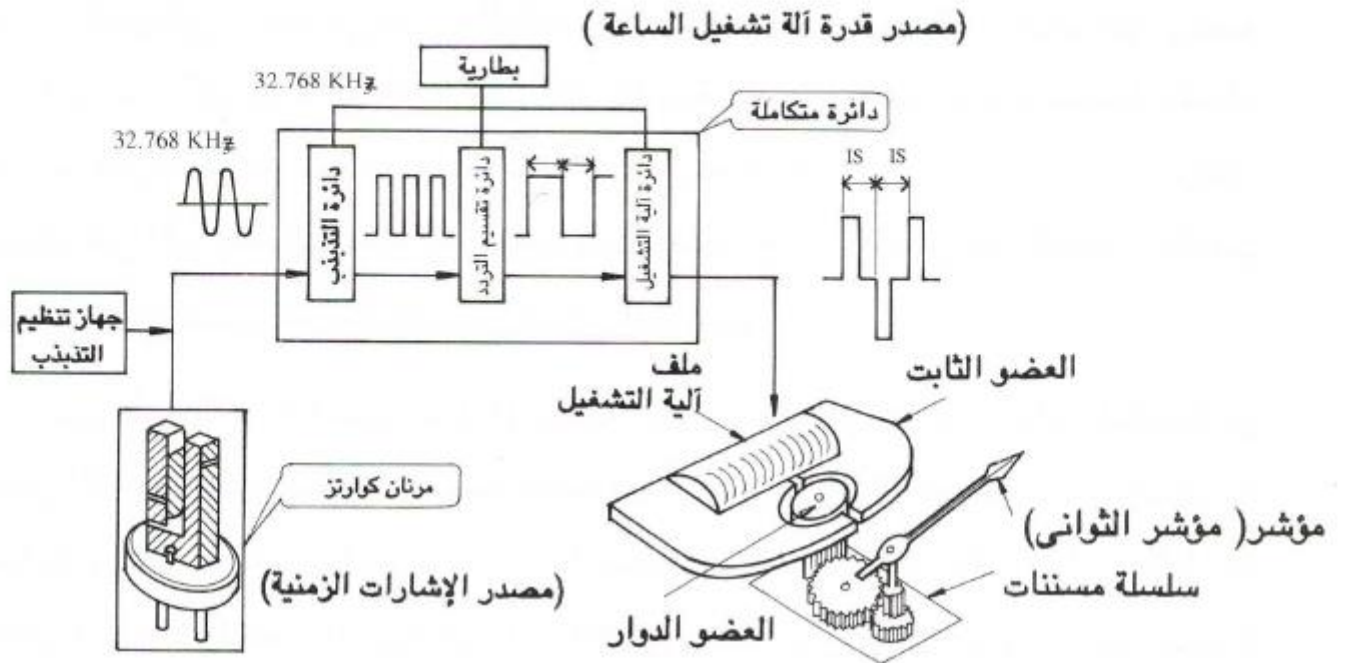 (مصدر قدرة آلة تشغيل الساعة )
بطارية
32.768 KHz
دائرة متكاملة
32.768 KHz
دائرة التذبذب
دائرة تقسيم التردد
دائرة آلية التشغيل
IS IS
جهاز تنظيم
التذبذب
ملف
آلية التشغيل
العضو الثابت
مرنان كوارتز
مؤشر( مؤشر الثوانى)
(مصدر الإشارات الزمنية)
سلسلة مسننات
العضو الدوار